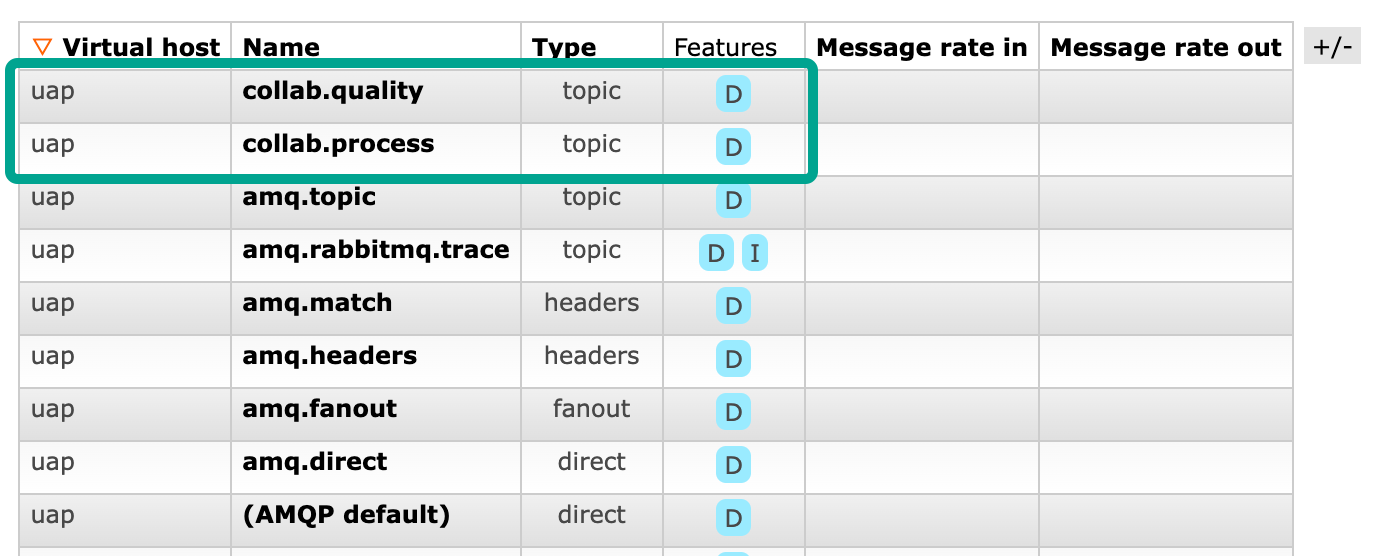 ▽ Virtual host Name Type Features Message rate in Message rate out +/-
uap collab.quality topic D
uap collab.process topic D
uap amq.topic topic D
uap amq.rabbitmq.trace topic D I
uap amq.match headers D
uap amq.headers headers D
uap amq.fanout fanout D
uap amq.direct direct D
uap (AMQP default) direct D